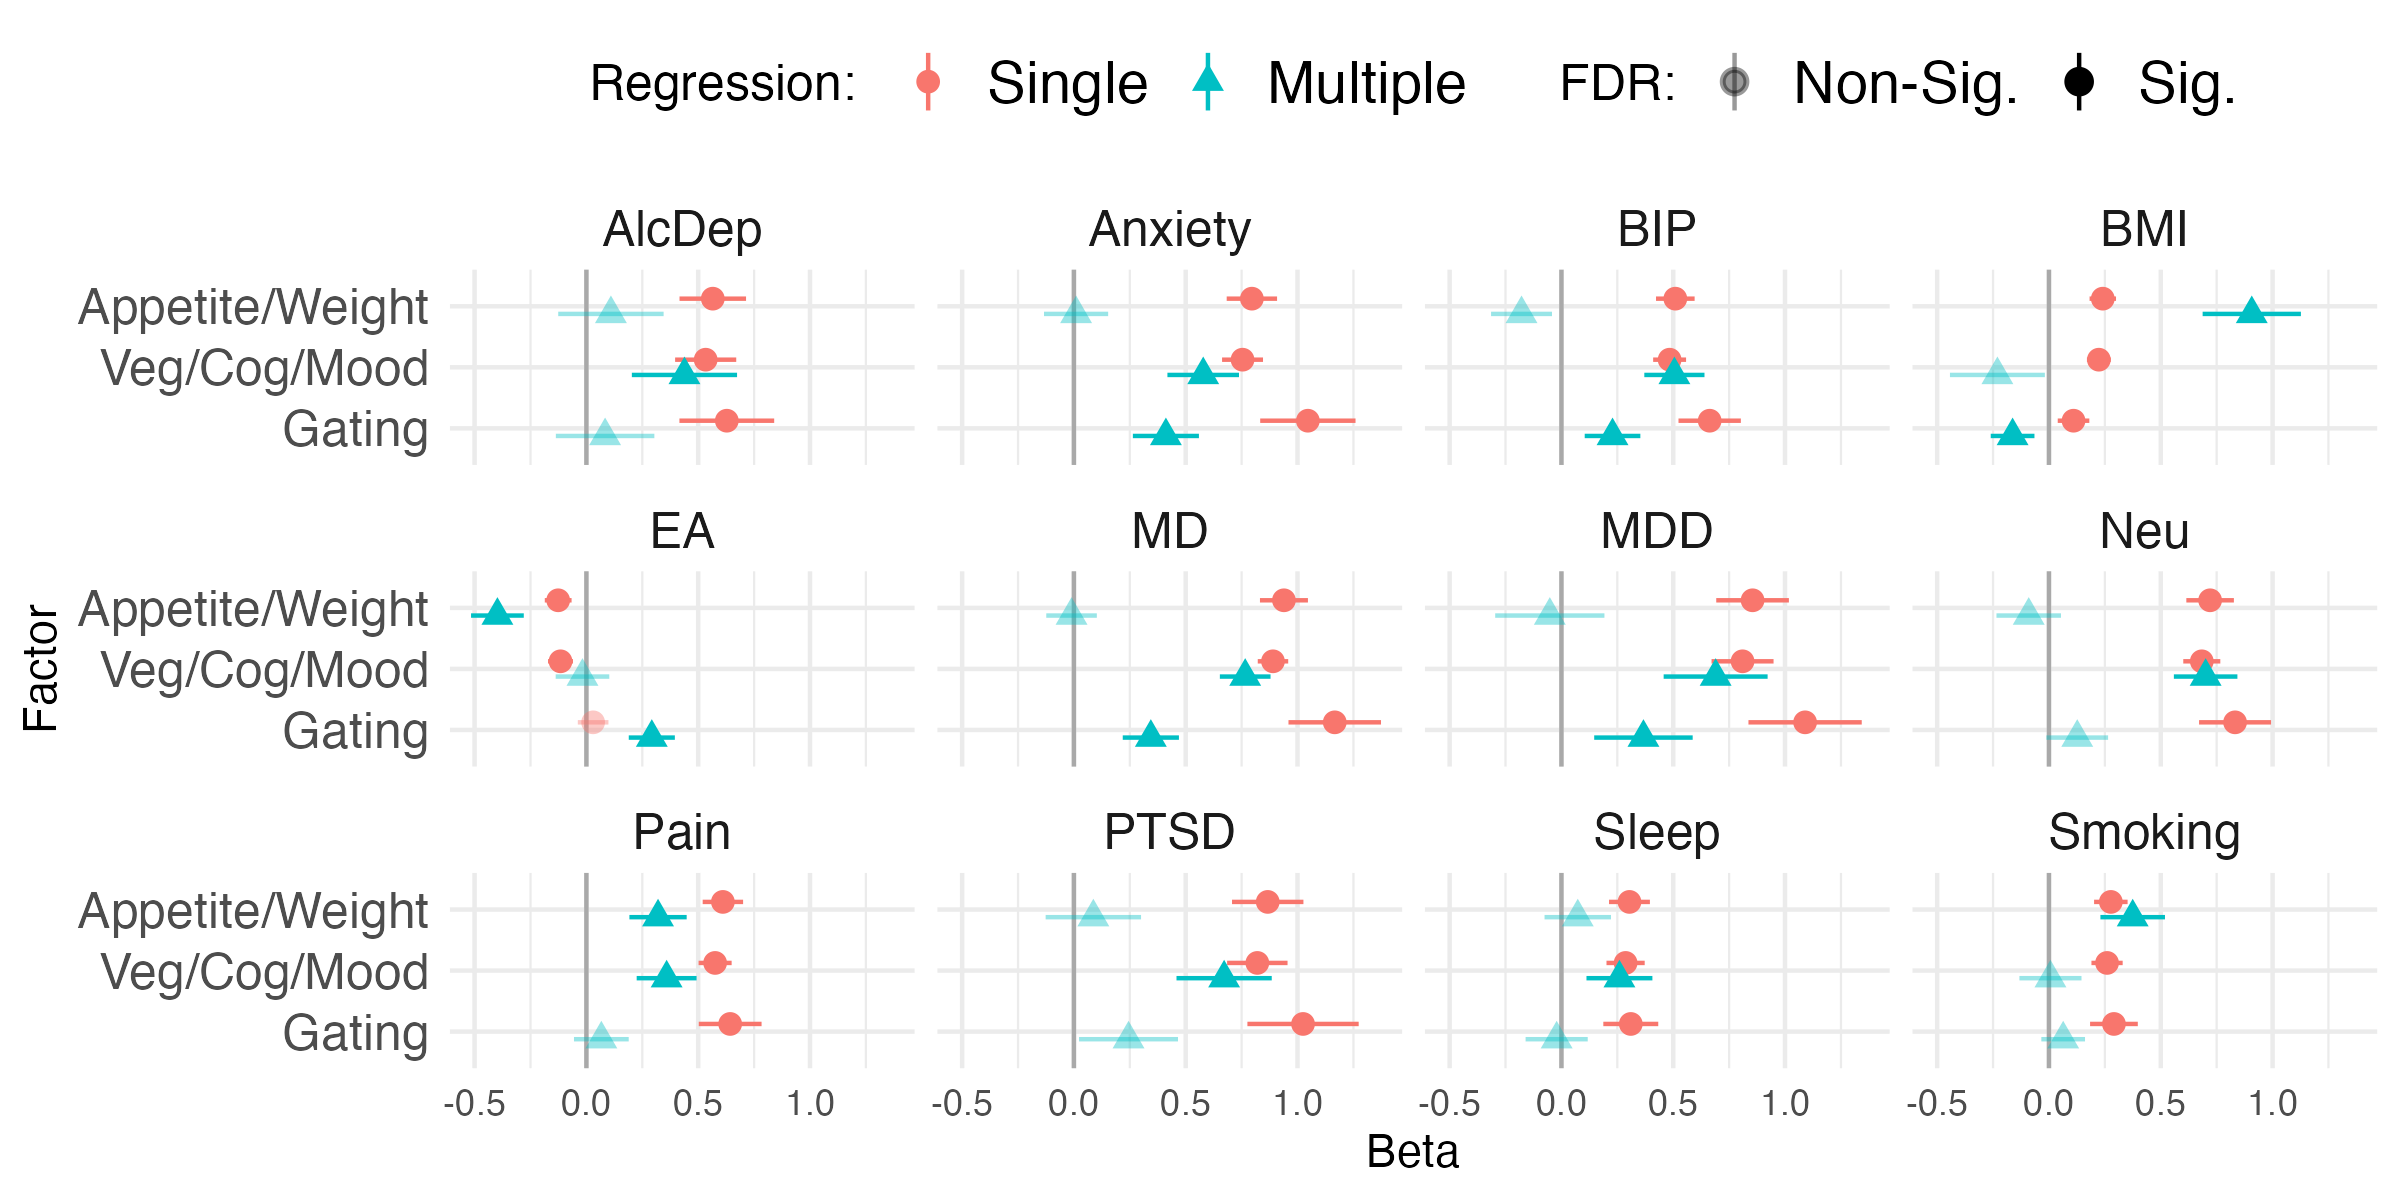 Regression: Single Multiple FDR: Non-Sig. Sig.
AlcDep Anxiety BIP BMI
Appetite/Weight
Veg/Cog/Mood
Gating
EA MD MDD Neu
Appetite/Weight
Veg/Cog/Mood
Gating
Factor
Pain PTSD Sleep Smoking
Appetite/Weight
Veg/Cog/Mood
Gating
-0.5 0.0 0.5 1.0 -0.5 0.0 0.5 1.0 -0.5 0.0 0.5 1.0 -0.5 0.0 0.5 1.0
Beta